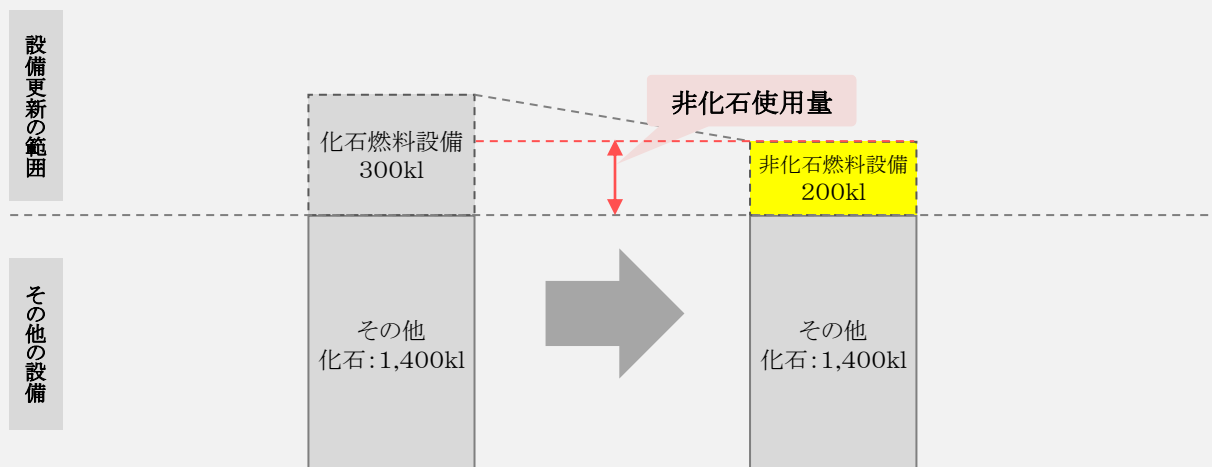 設備更新の範囲
非化石使用量
化石燃料設備
300kl
非化石燃料設備
200kl
その他の設備
その他
化石:1,400kl
その他
化石:1,400kl